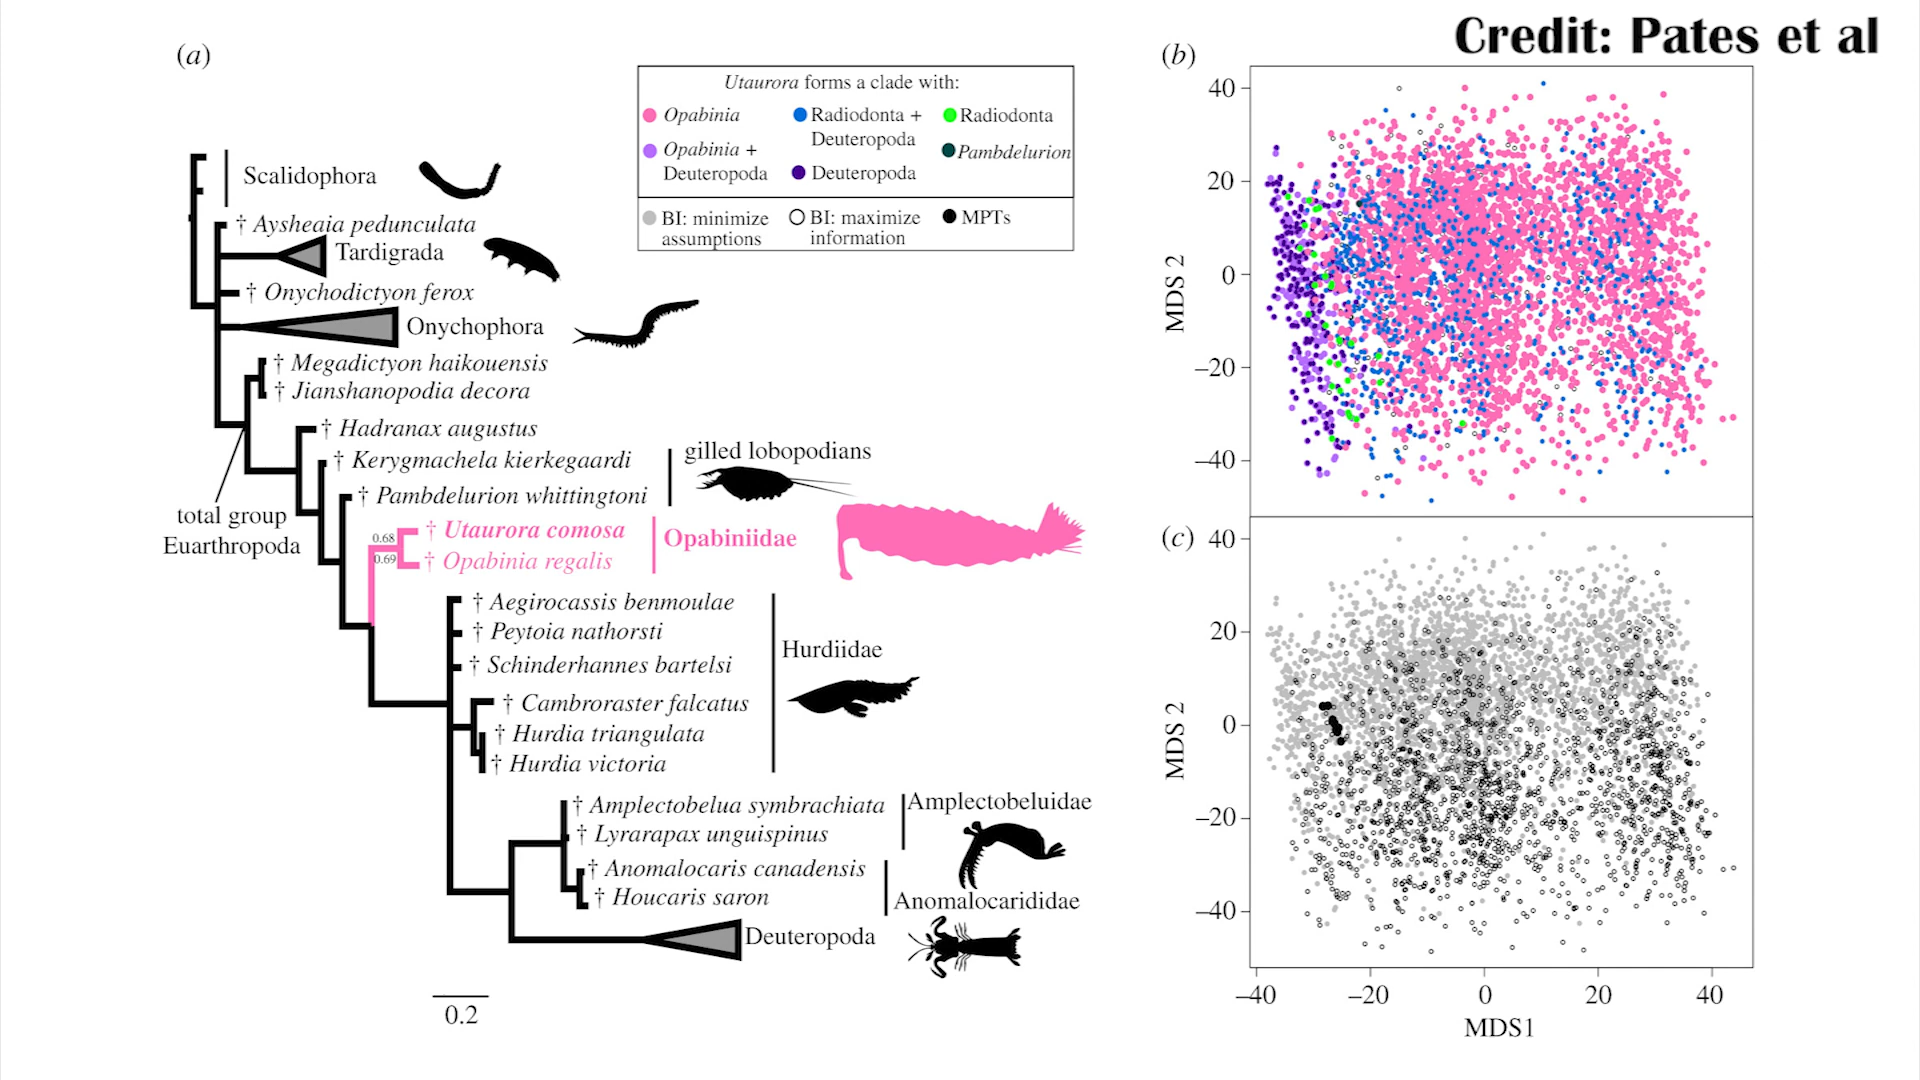 Credit: Pates et al
(a)
Scalidophora
† Aysheaia pedunculata
Tardigrada
† Onychodictyon ferox
Onychophora
† Megadictyon haikouensis
† Jianshanopodia decora
† Hadranax augustus
† Kerygmachela kierkegaardi
gilled lobopodians
† Pambdelurion whittingtoni
total group
Euarthropoda
0.68
0.69
† Utaurora comosa
† Opabinia regalis
Opabiniidae
† Aegirocassis benmoulae
† Peytoia nathorsti
† Schinderhannes bartelsi
† Cambroraster falcatus
† Hurdia triangulata
† Hurdia victoria
Hurdiidae
† Amplectobelua symbrachiata
† Lyrarapax unguispinus
Amplectobeluidae
† Anomalocaris canadensis
† Houcaris saron
Anomalocarididae
Deuteropoda
0.2
Utaurora forms a clade with:
Opabinia
Radiodonta +
Deuteropoda
Radiodonta
Opabinia +
Deuteropoda
Deuteropoda
Pambdelurion
BI: minimize
assumptions
BI: maximize
information
MPTs
(b)
40
20
0
–20
–40
MDS 2
(c)
40
20
0
–20
–40
MDS 2
–40 –20 0 20 40
MDS1